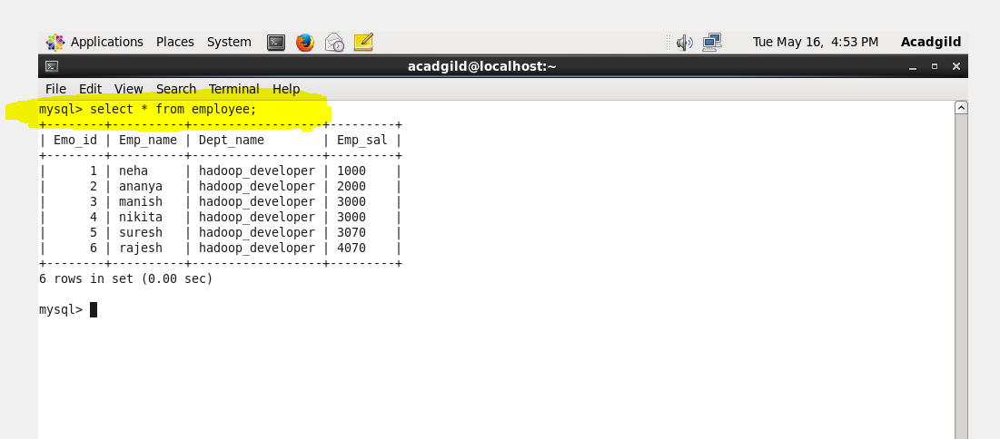 Applications Places System Tue May 16, 4:53 PM Acadgild
acadgild@localhost:~
File Edit View Search Terminal Help
mysql> select * from employee;
+--------+----------+------------------+---------+
| Emo_id | Emp_name | Dept_name        | Emp_sal |
+--------+----------+------------------+---------+
|      1 | neha     | hadoop_developer | 1000    |
|      2 | ananya   | hadoop_developer | 2000    |
|      3 | manish   | hadoop_developer | 3000    |
|      4 | nikita   | hadoop_developer | 3000    |
|      5 | suresh   | hadoop_developer | 3070    |
|      6 | rajesh   | hadoop_developer | 4070    |
+--------+----------+------------------+---------+
6 rows in set (0.00 sec)
mysql>